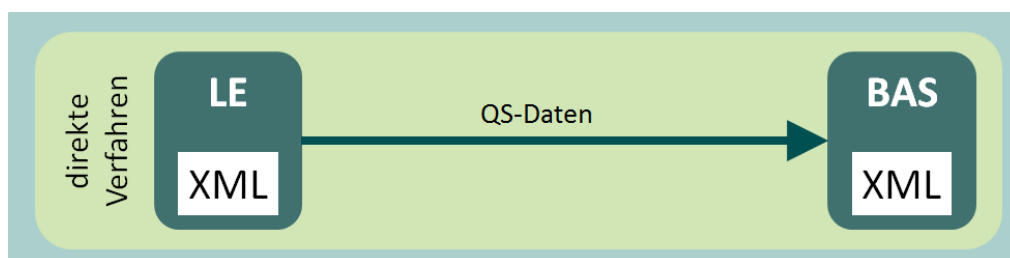 direkte
Verfahren
LE
XML
QS-Daten
BAS
XML